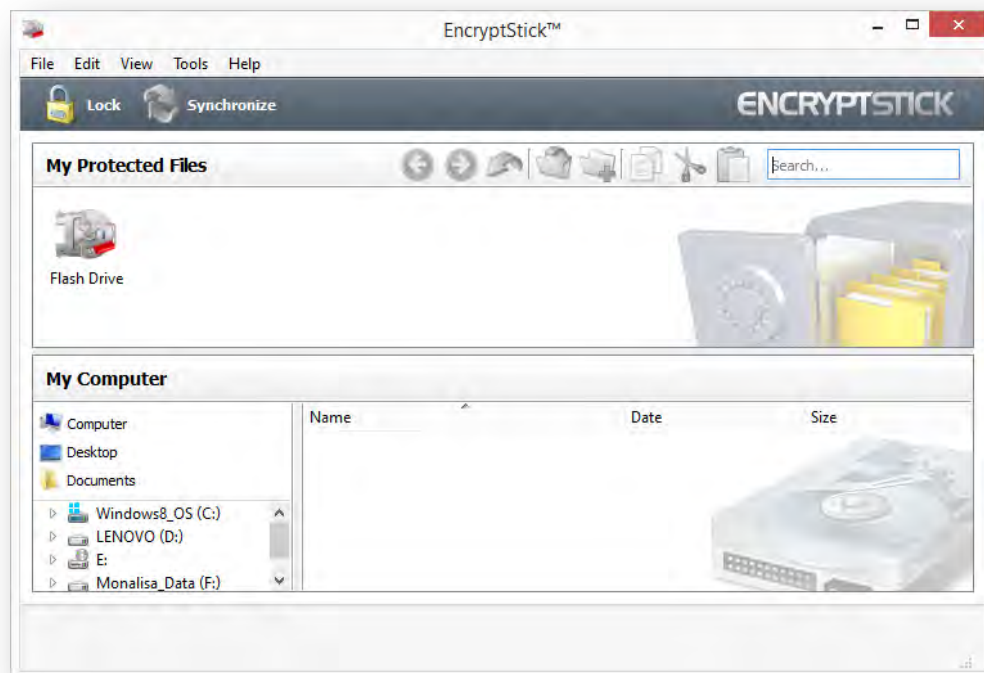 EncryptStick™
File Edit View Tools Help
Lock Synchronize ENCRYPTSTICK
My Protected Files Search...
Flash Drive
My Computer
Name Date Size
Computer
Desktop
Documents
Windows8_OS (C:)
LENOVO (D:)
E:
Monalisa_Data (F:)